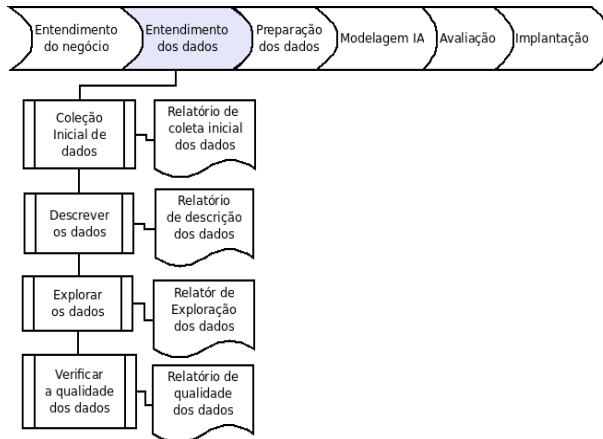 Entendimento
do negócio
Entendimento
dos dados
Preparação
dos dados
Modelagem IA
Avaliação
Implantação
Coleção
Inicial de
dados
Relatório de
coleta inicial
dos dados
Descrever
os dados
Relatório
de descrição
dos dados
Explorar
os dados
Relatór de
Exploração
dos dados
Verificar
a qualidade
dos dados
Relatório de
qualidade
dos dados